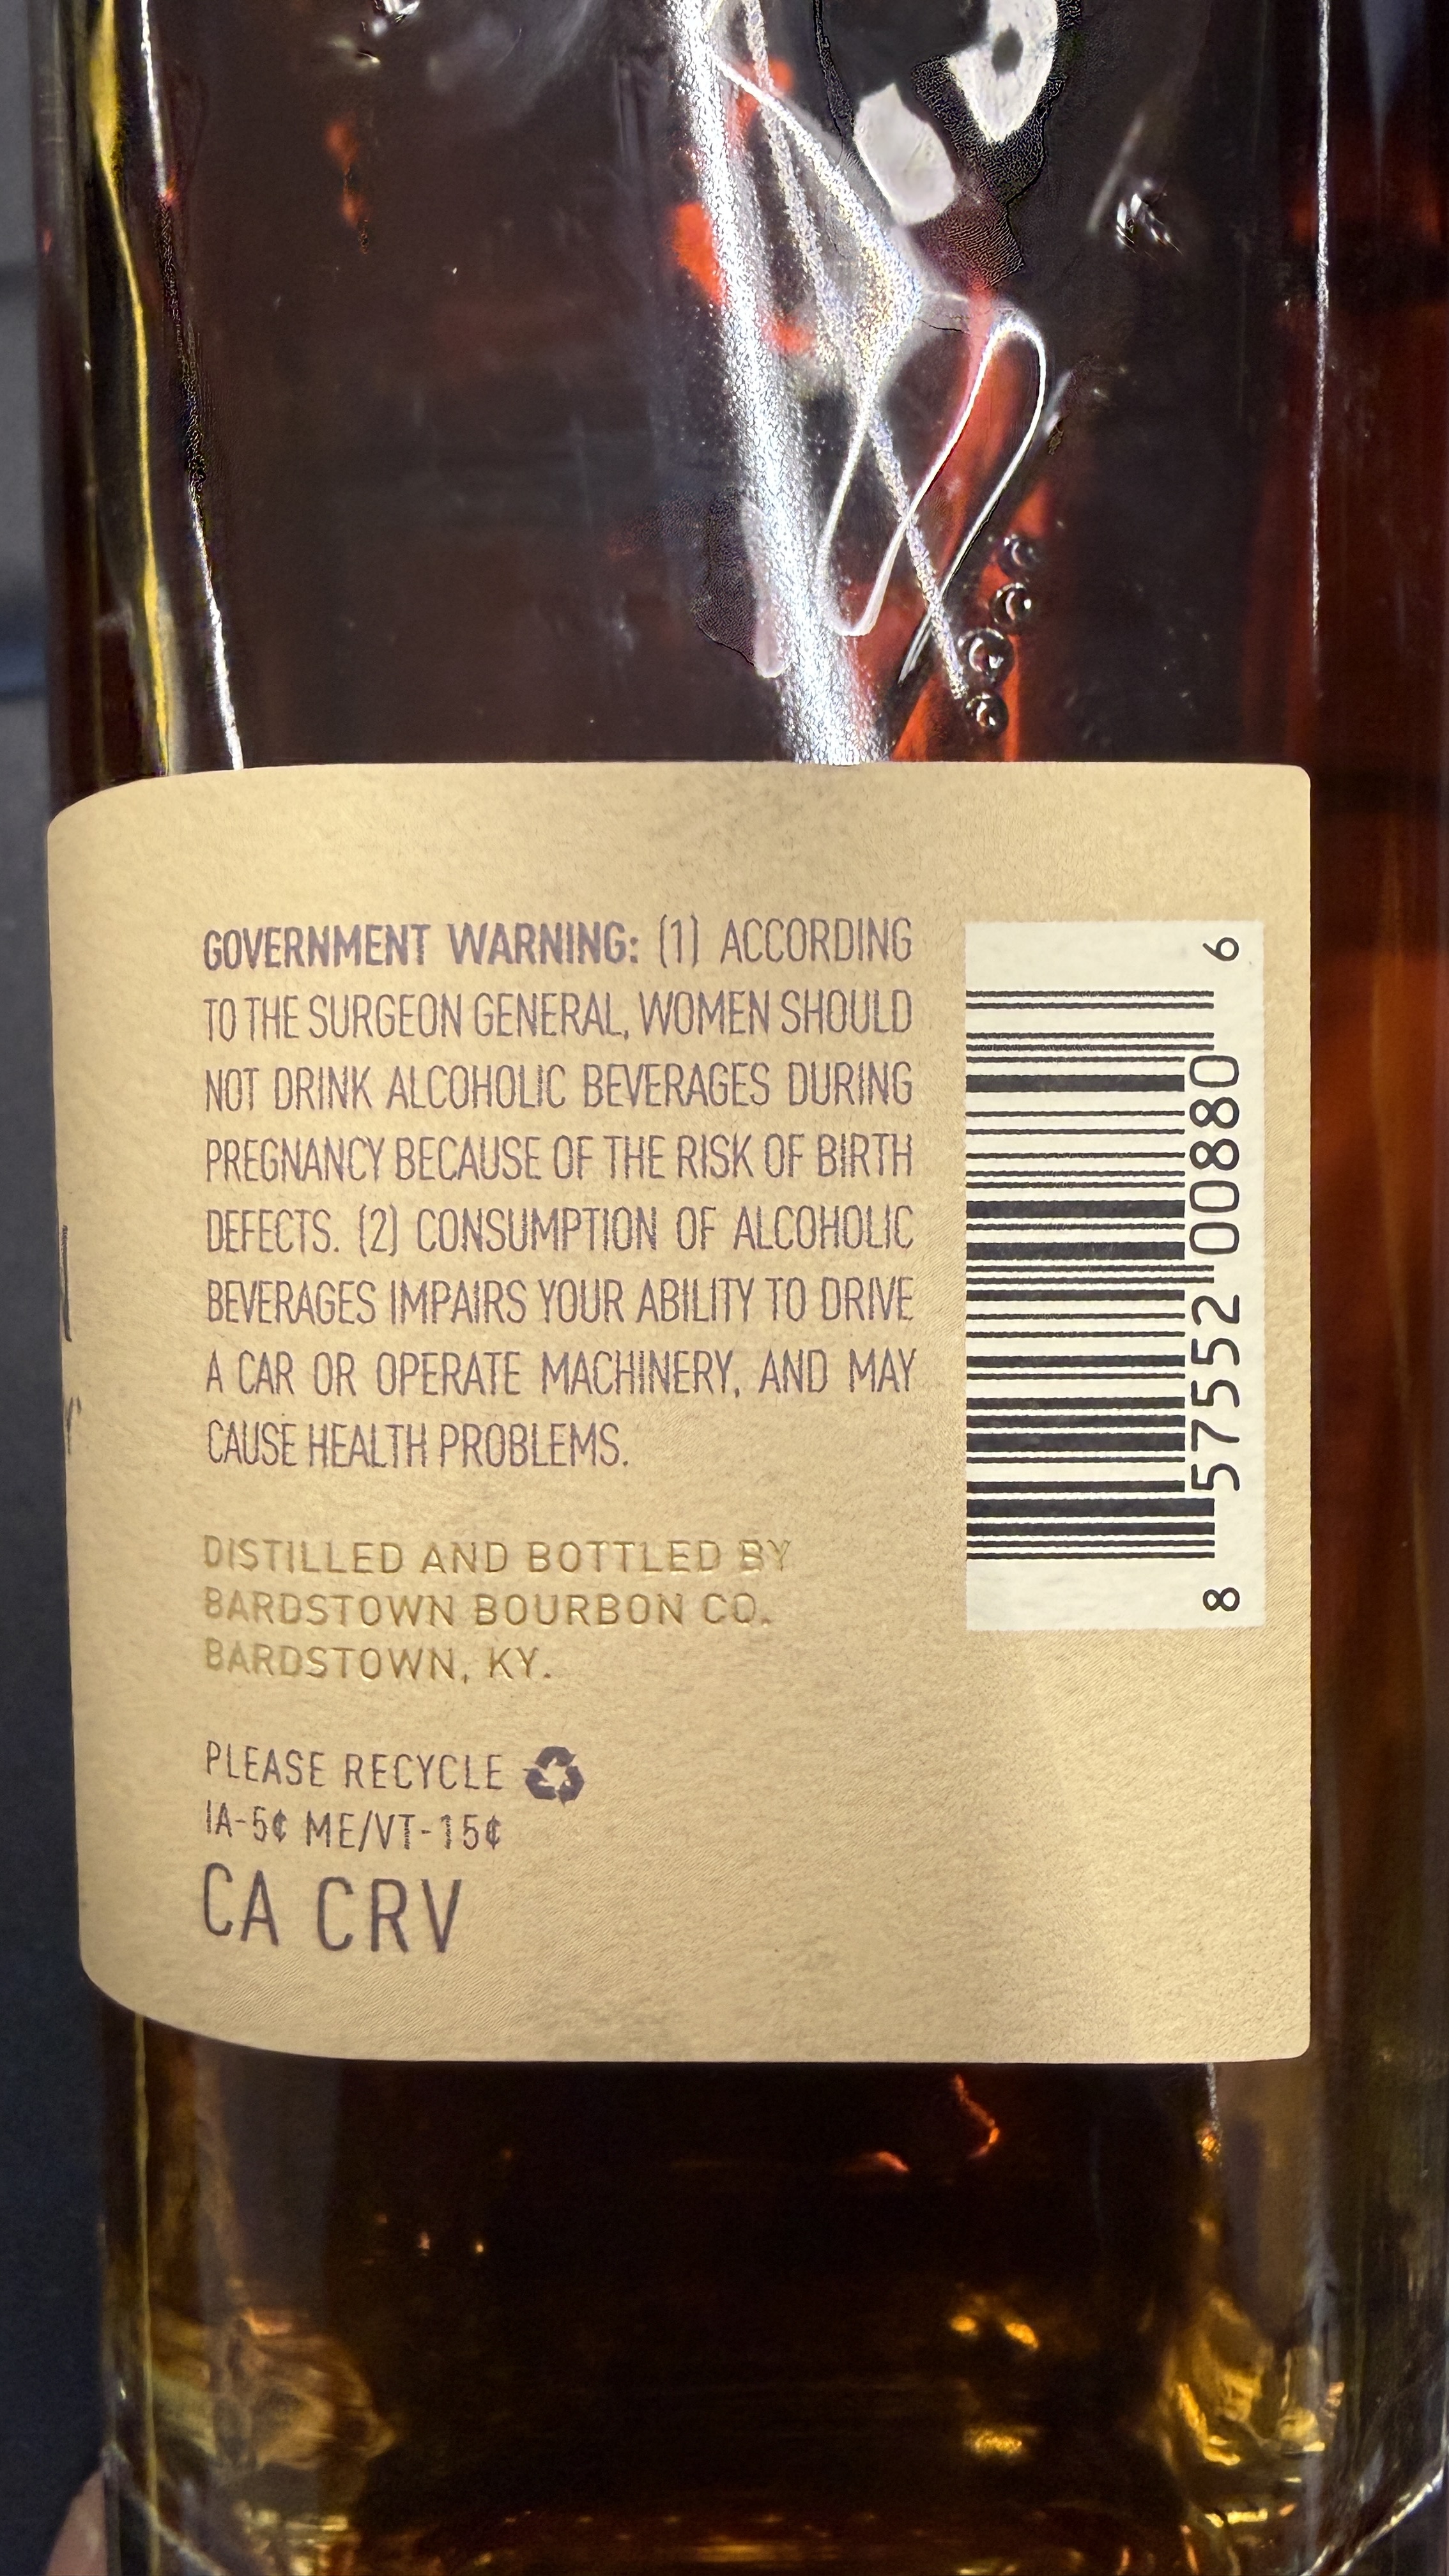 GOVERNMENT WARNING: (1) ACCORDING
TO THE SURGEON GENERAL, WOMEN SHOULD
NOT DRINK ALCOHOLIC BEVERAGES DURING
PREGNANCY BECAUSE OF THE RISK OF BIRTH
DEFECTS. (2) CONSUMPTION OF ALCOHOLIC
BEVERAGES IMPAIRS YOUR ABILITY TO DRIVE
A CAR OR OPERATE MACHINERY, AND MAY
CAUSE HEALTH PROBLEMS.
DISTILLED AND BOTTLED BY
BARDSTOWN BOURBON CO.
BARDSTOWN, KY.
PLEASE RECYCLE
IA-5¢ ME/VT-15¢
CA CRV
8 57552 00880 6